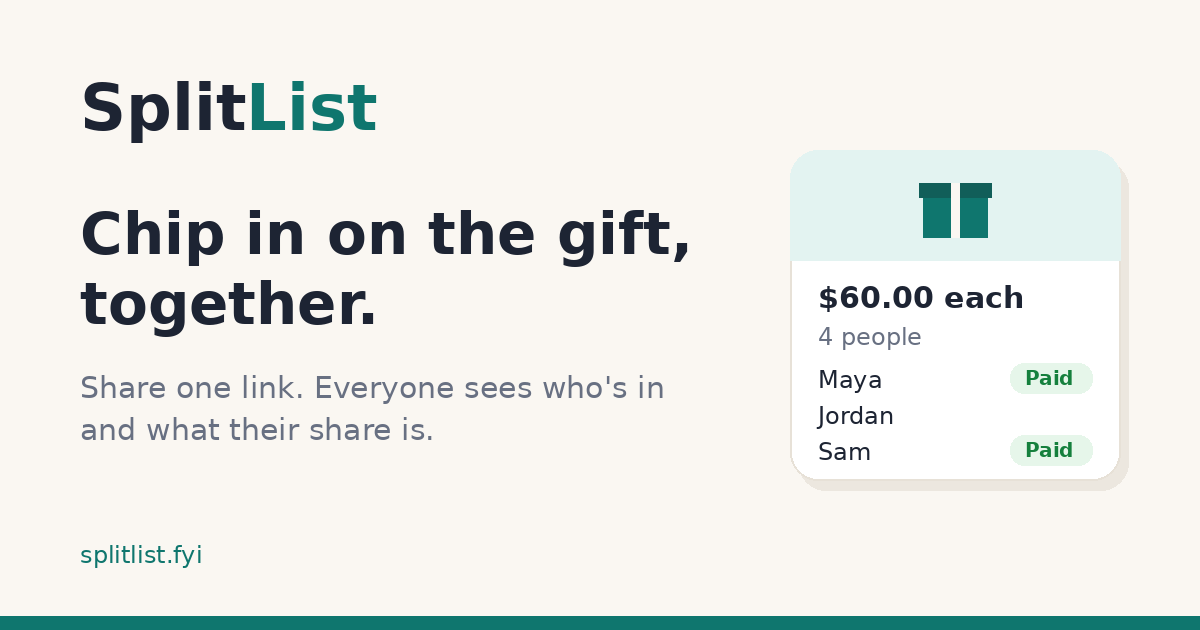 SplitList
Chip in on the gift,
together.
Share one link. Everyone sees who's in
and what their share is.
splitlist.fyi
$60.00 each
4 people
Maya Paid
Jordan
Sam Paid